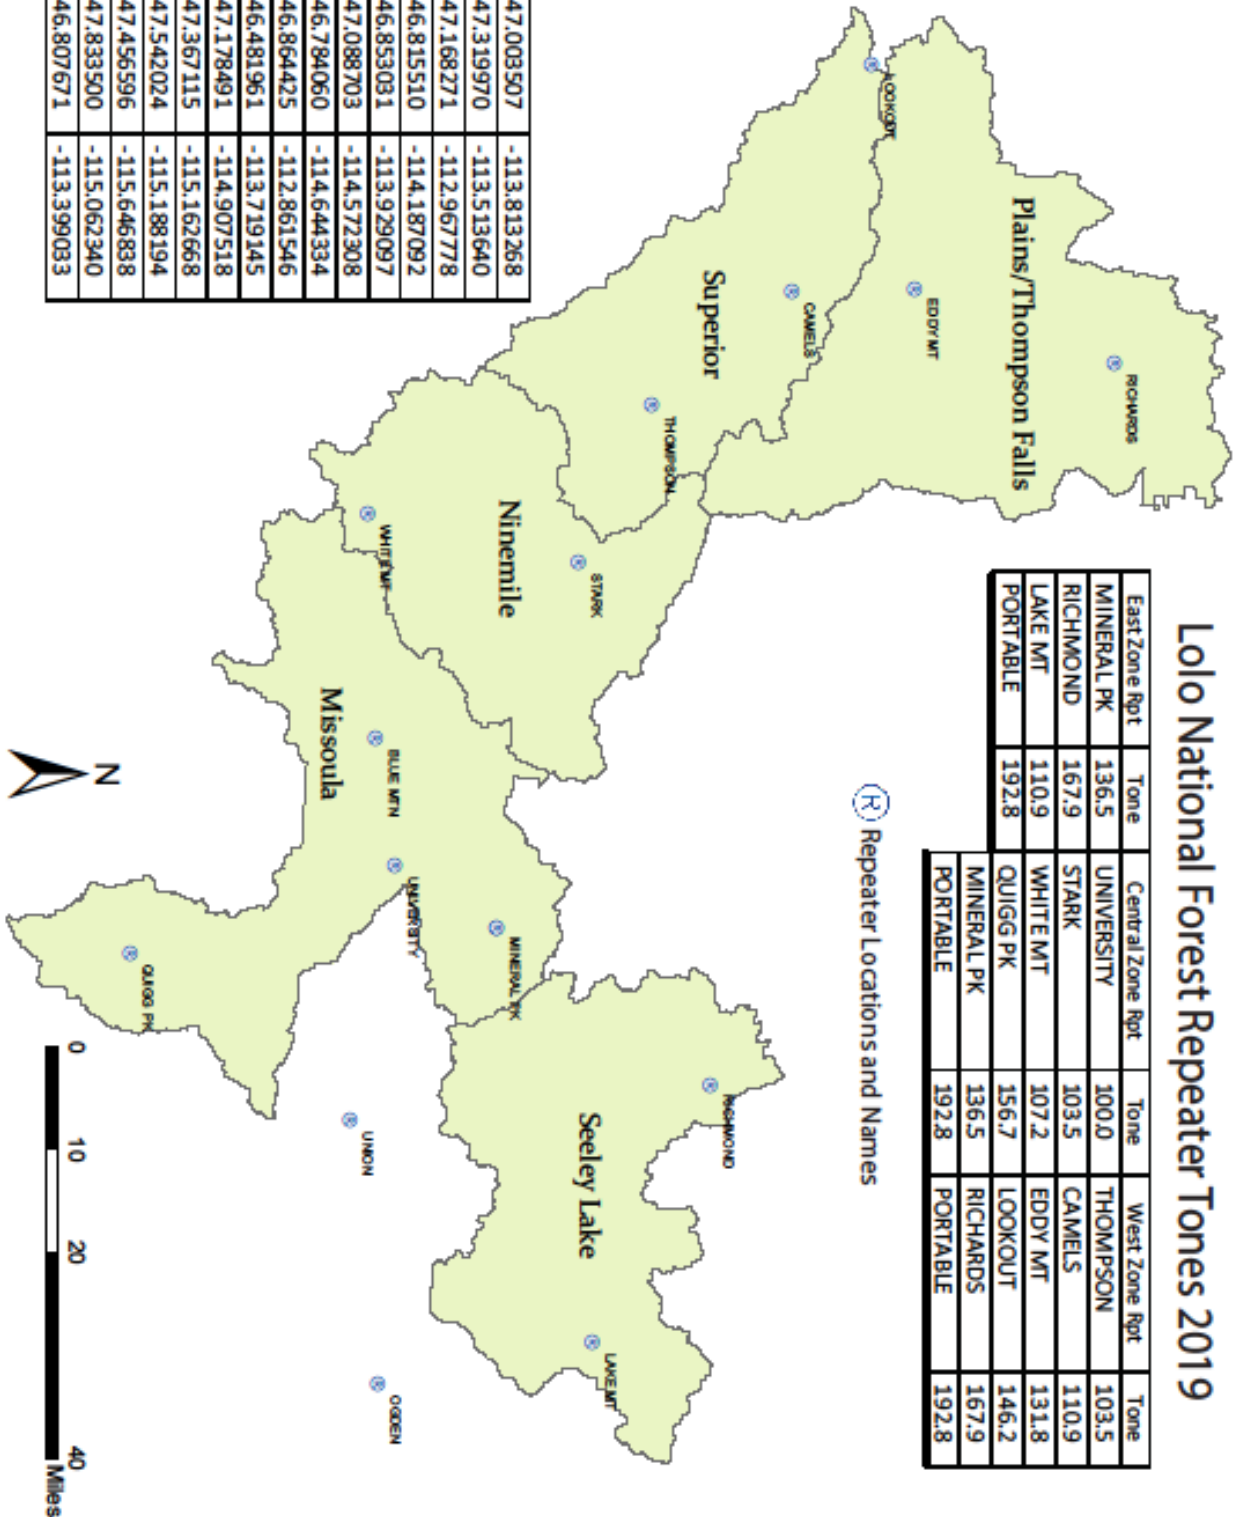 Lolo National Forest Repeater Tones 2019
East Zone Rpt Tone Central Zone Rpt Tone West Zone Rpt Tone
MINERAL PK 136.5 UNIVERSITY 100.0 THOMPSON 103.5
RICHMOND 167.9 STARK 103.5 CAMELS 110.9
LAKE MT 110.9 WHITE MT 107.2 EDDY MT 131.8
PORTABLE 192.8 QUIGG PK 156.7 LOOKOUT 146.2
MINERAL PK 136.5 RICHARDS 167.9
PORTABLE 192.8 PORTABLE 192.8
R Repeater Locations and Names
RICHARDS
Plains/Thompson Falls
EDDY MT
LOOKOUT
CAMELS
Superior
THOMPSON
STARK
Ninemile
WHITE MT
RICHMOND
Seeley Lake
LAKE MT
MINERAL PK
UNIVERSITY
BLUE MTN
Missoula
OGDEN
UNION
QUIGG PK
47.003507 -113.813268
47.319970 -113.513640
47.168271 -112.967778
46.815510 -114.187092
46.853031 -113.929097
47.088703 -114.572308
46.784060 -114.644334
46.864425 -112.861546
46.481961 -113.719145
47.178491 -114.907518
47.367115 -115.162668
47.542024 -115.188194
47.456596 -115.646838
47.833500 -115.062340
46.807671 -113.399033
N
0 10 20 40
Miles